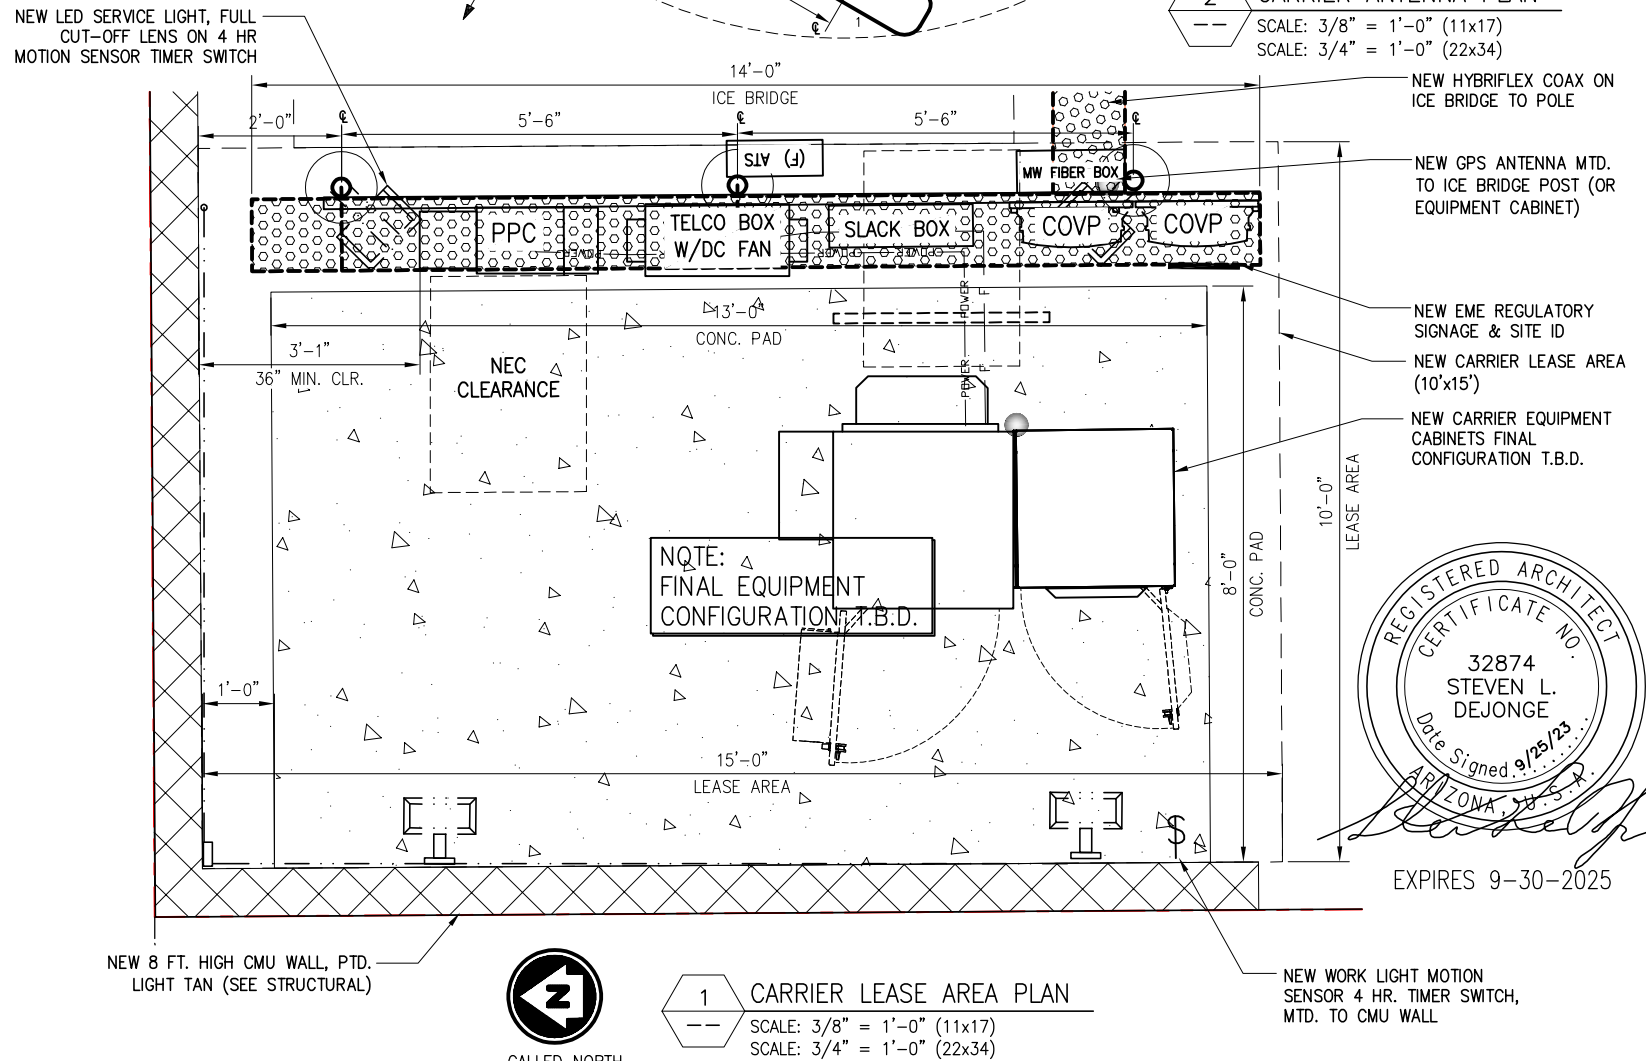 NEW LED SERVICE LIGHT, FULL
CUT-OFF LENS ON 4 HR
MOTION SENSOR TIMER SWITCH
1
2
CARRIER ANTENNA PLAN
--
SCALE: 3/8" = 1'-0" (11x17)
SCALE: 3/4" = 1'-0" (22x34)
14'-0"
ICE BRIDGE
2'-0"
5'-6"
5'-6"
NEW HYBRIFLEX COAX ON
ICE BRIDGE TO POLE
ATS (F)
MW FIBER BOX
NEW GPS ANTENNA MTD.
TO ICE BRIDGE POST (OR
EQUIPMENT CABINET)
PPC
TELCO BOX
W/DC FAN
SLACK BOX
COVP
COVP
POWER
POWER
POWER
POWER
F
F
13'-0"
CONC. PAD
NEW EME REGULATORY
SIGNAGE & SITE ID
3'-1"
36" MIN. CLR.
NEC
CLEARANCE
NEW CARRIER LEASE AREA
(10'x15')
NEW CARRIER EQUIPMENT
CABINETS FINAL
CONFIGURATION T.B.D.
10'-0"
LEASE AREA
8'-0"
CONC. PAD
NOTE:
FINAL EQUIPMENT
CONFIGURATION T.B.D.
REGISTERED ARCHITECT
CERTIFICATE NO.
32874
STEVEN L.
DEJONGE
Date Signed 9/25/23
ARIZONA, U.S.A.
EXPIRES 9-30-2025
1'-0"
15'-0"
LEASE AREA
$
NEW 8 FT. HIGH CMU WALL, PTD.
LIGHT TAN (SEE STRUCTURAL)
N
CALLED NORTH
1
CARRIER LEASE AREA PLAN
--
SCALE: 3/8" = 1'-0" (11x17)
SCALE: 3/4" = 1'-0" (22x34)
NEW WORK LIGHT MOTION
SENSOR 4 HR. TIMER SWITCH,
MTD. TO CMU WALL